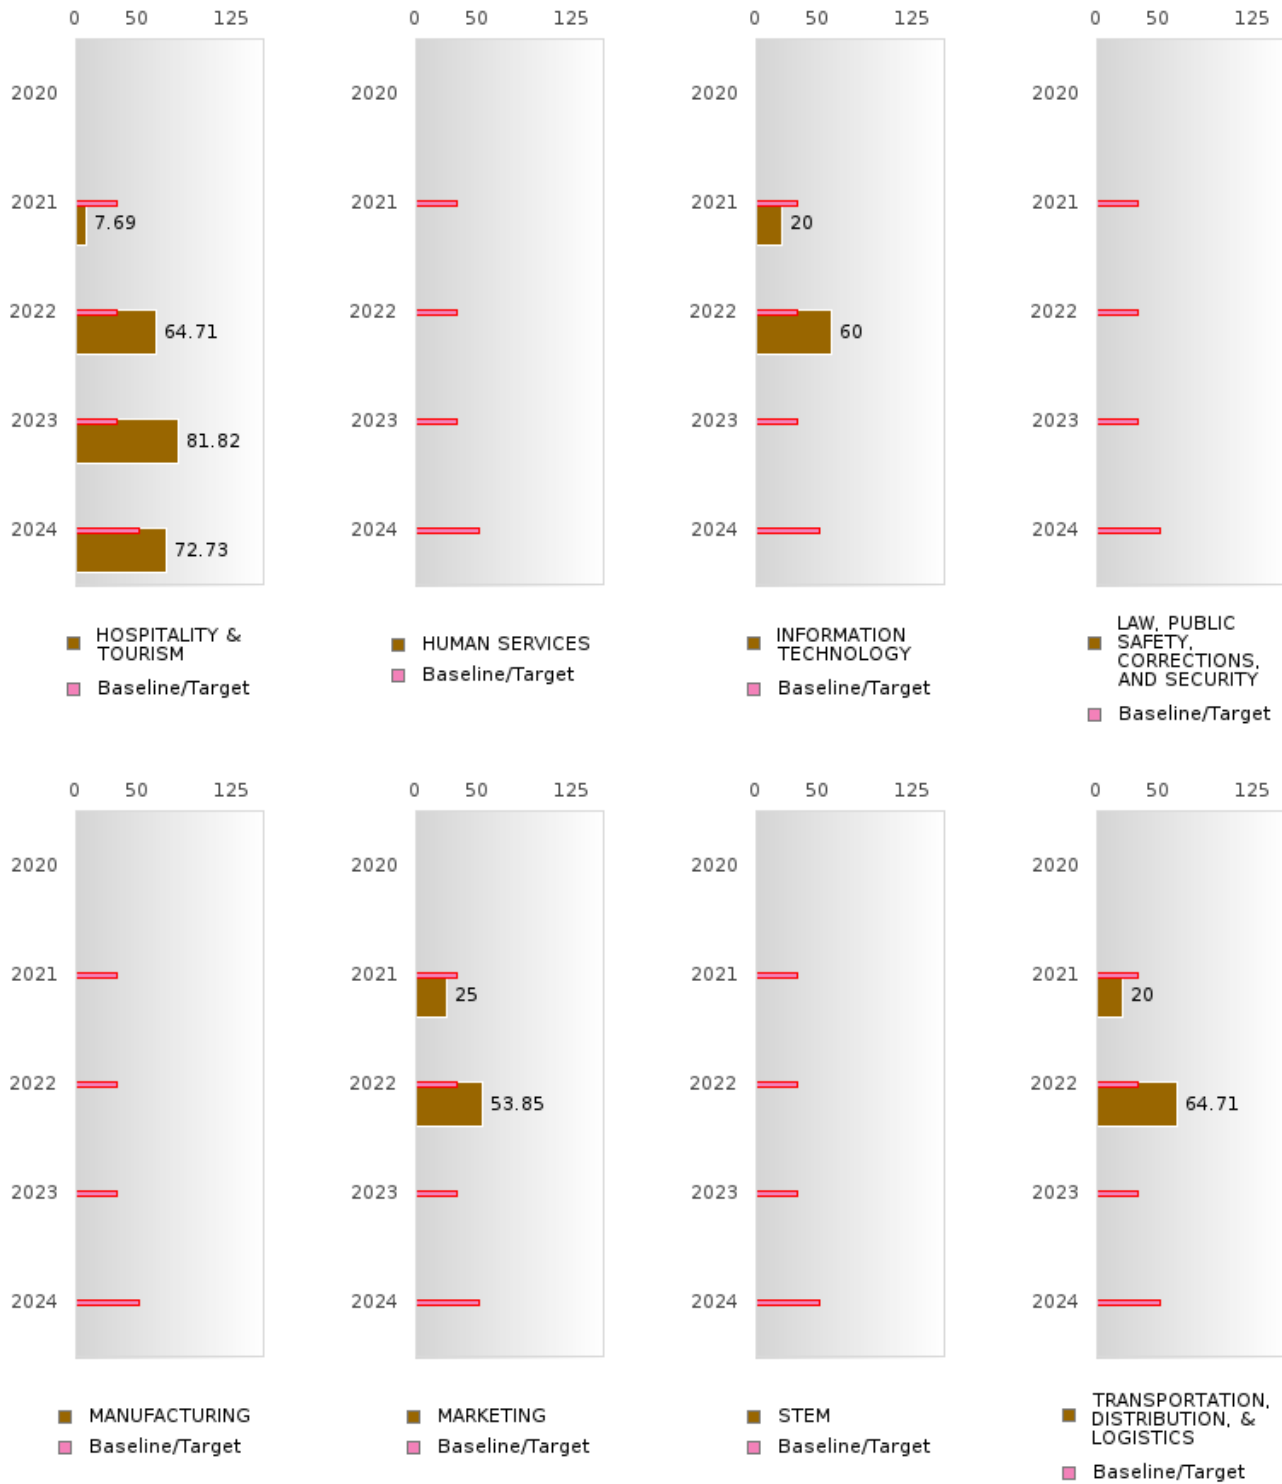 0 50 125 0 50 125 0 50 125 0 50 125
2020 2020 2020 2020
2021 2021 2021 2021
7.69 20
2022 2022 2022 2022
64.71 60
2023 2023 2023 2023
81.82
2024 2024 2024 2024
72.73
HOSPITALITY &
TOURISM
Baseline/Target
HUMAN SERVICES
Baseline/Target
INFORMATION
TECHNOLOGY
Baseline/Target
LAW, PUBLIC
SAFETY,
CORRECTIONS,
AND SECURITY
Baseline/Target
0 50 125 0 50 125 0 50 125 0 50 125
2020 2020 2020 2020
2021 2021 2021 2021
25 20
2022 2022 2022 2022
53.85 64.71
2023 2023 2023 2023
2024 2024 2024 2024
MANUFACTURING
Baseline/Target
MARKETING
Baseline/Target
STEM
Baseline/Target
TRANSPORTATION,
DISTRIBUTION, &
LOGISTICS
Baseline/Target